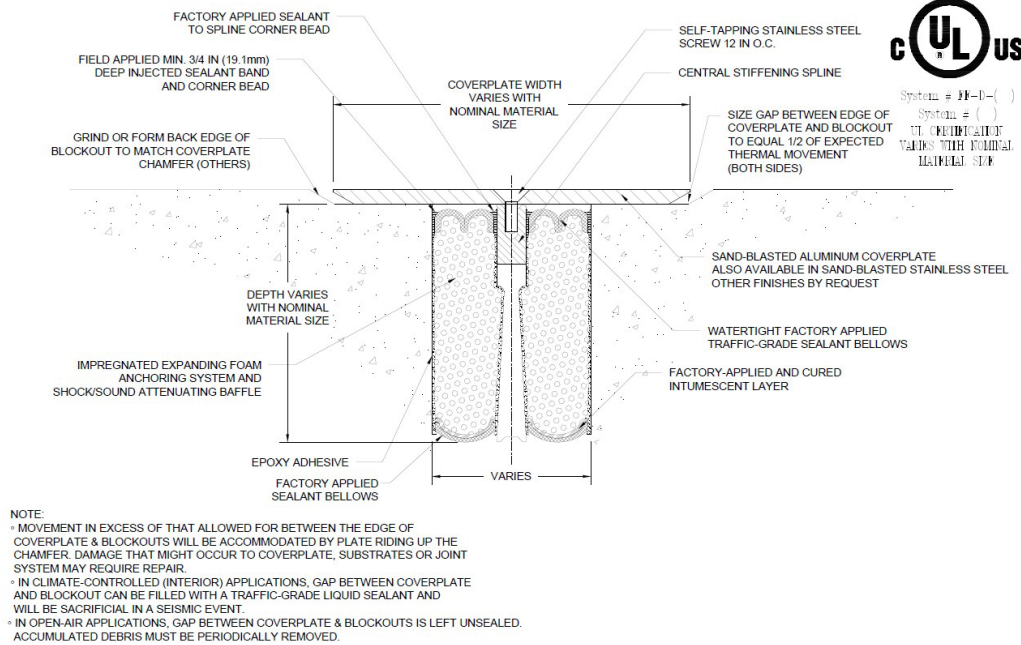 FACTORY APPLIED SEALANT
TO SPLINE CORNER BEAD
FIELD APPLIED MIN. 3/4 IN (19.1mm)
DEEP INJECTED SEALANT BAND
AND CORNER BEAD
GRIND OR FORM BACK EDGE OF
BLOCKOUT TO MATCH COVERPLATE
CHAMFER (OTHERS)
COVERPLATE WIDTH
VARIES WITH
NOMINAL MATERIAL
SIZE
SELF-TAPPING STAINLESS STEEL
SCREW 12 IN O.C.
CENTRAL STIFFENING SPLINE
SIZE GAP BETWEEN EDGE OF
COVERPLATE AND BLOCKOUT
TO EQUAL 1/2 OF EXPECTED
THERMAL MOVEMENT
(BOTH SIDES)
C UL US
R
System # FF-D-( )
System # ( )
UL CERTIFICATION
VARIES WITH NOMINAL
MATERIAL SIZE
DEPTH VARIES
WITH NOMINAL
MATERIAL SIZE
IMPREGNATED EXPANDING FOAM
ANCHORING SYSTEM AND
SHOCK/SOUND ATTENUATING BAFFLE
EPOXY ADHESIVE
FACTORY APPLIED
SEALANT BELLOWS
SAND-BLASTED ALUMINUM COVERPLATE
ALSO AVAILABLE IN SAND-BLASTED STAINLESS STEEL
OTHER FINISHES BY REQUEST
WATERTIGHT FACTORY APPLIED
TRAFFIC-GRADE SEALANT BELLOWS
FACTORY-APPLIED AND CURED
INTUMESCENT LAYER
VARIES
NOTE:
◦ MOVEMENT IN EXCESS OF THAT ALLOWED FOR BETWEEN THE EDGE OF
COVERPLATE & BLOCKOUTS WILL BE ACCOMMODATED BY PLATE RIDING UP THE
CHAMFER. DAMAGE THAT MIGHT OCCUR TO COVERPLATE, SUBSTRATES OR JOINT
SYSTEM MAY REQUIRE REPAIR.
◦ IN CLIMATE-CONTROLLED (INTERIOR) APPLICATIONS, GAP BETWEEN COVERPLATE
AND BLOCKOUT CAN BE FILLED WITH A TRAFFIC-GRADE LIQUID SEALANT AND
WILL BE SACRIFICIAL IN A SEISMIC EVENT.
◦ IN OPEN-AIR APPLICATIONS, GAP BETWEEN COVERPLATE & BLOCKOUTS IS LEFT UNSEALED.
ACCUMULATED DEBRIS MUST BE PERIODICALLY REMOVED.